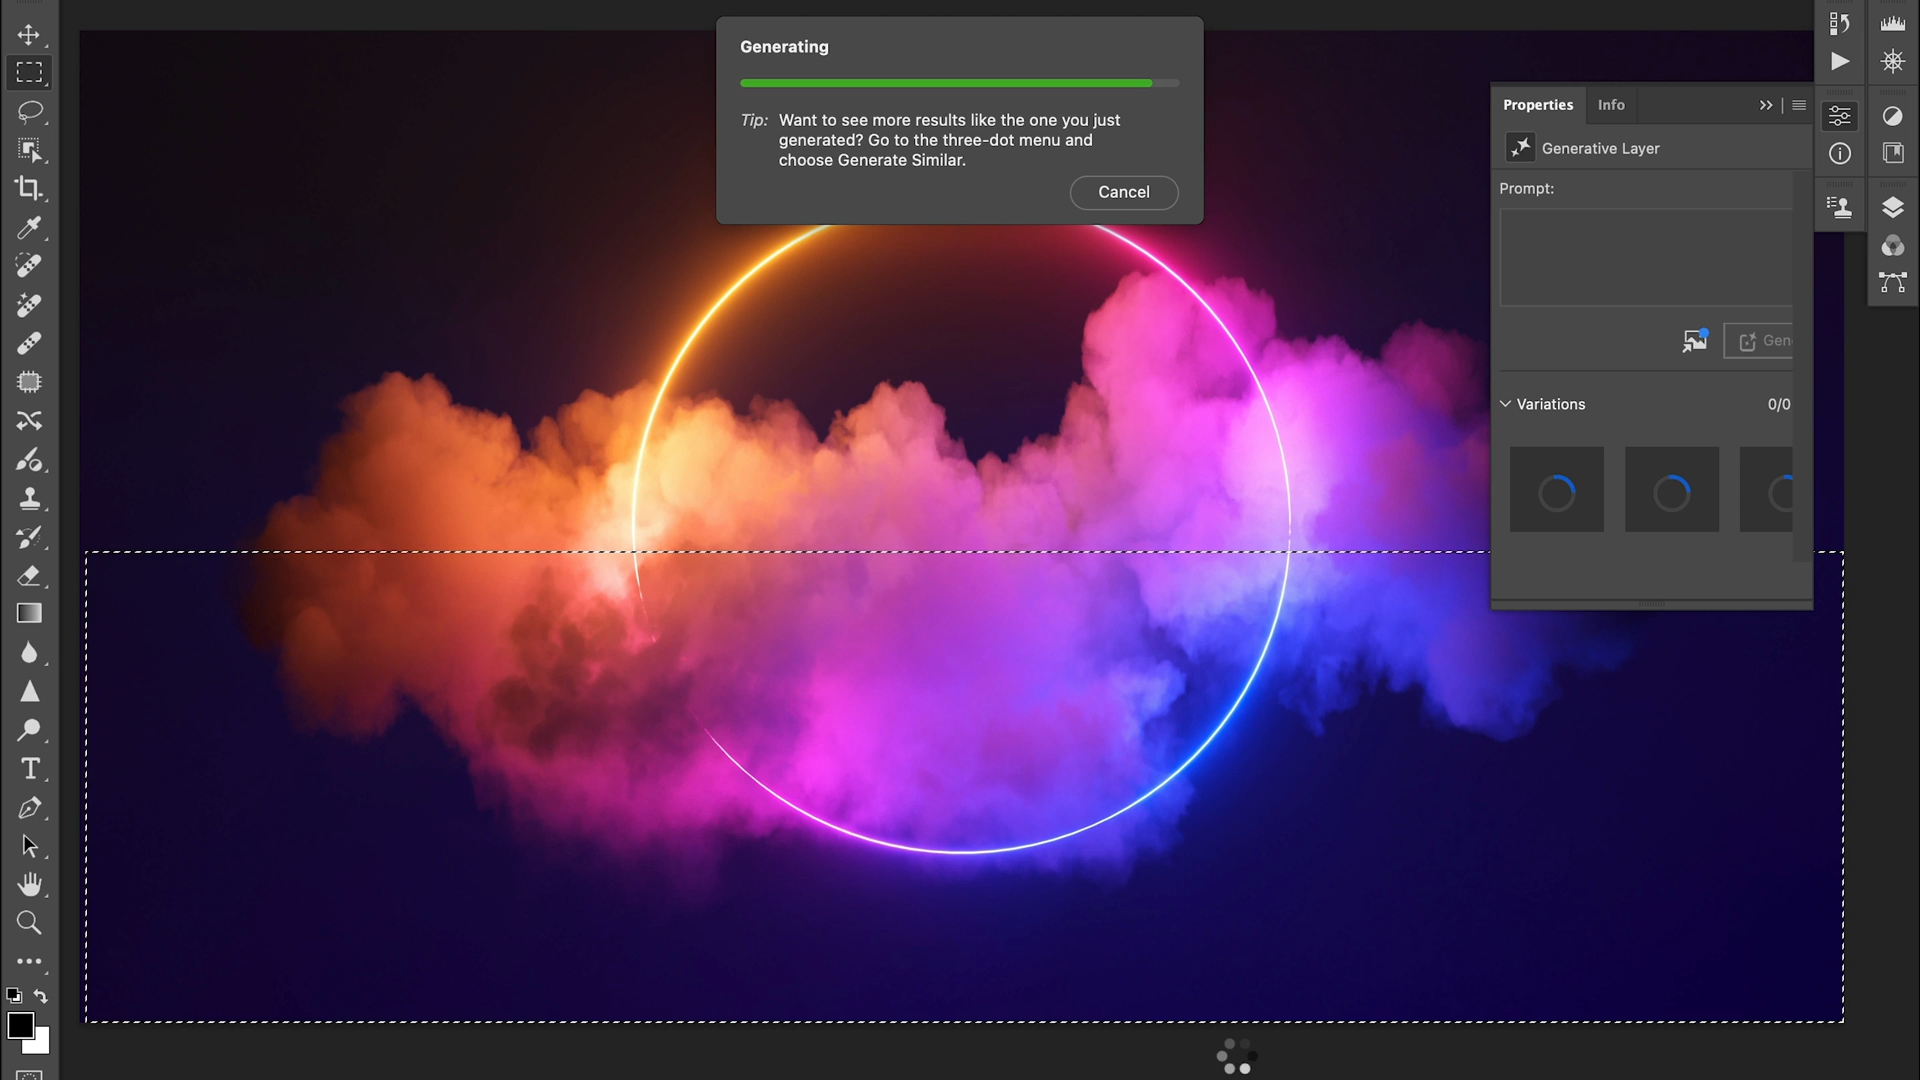 Generating
Tip: Want to see more results like the one you just
generated? Go to the three-dot menu and
choose Generate Similar.
Cancel
Properties
Info
Generative Layer
Prompt:
Gen
Variations
0/0
T